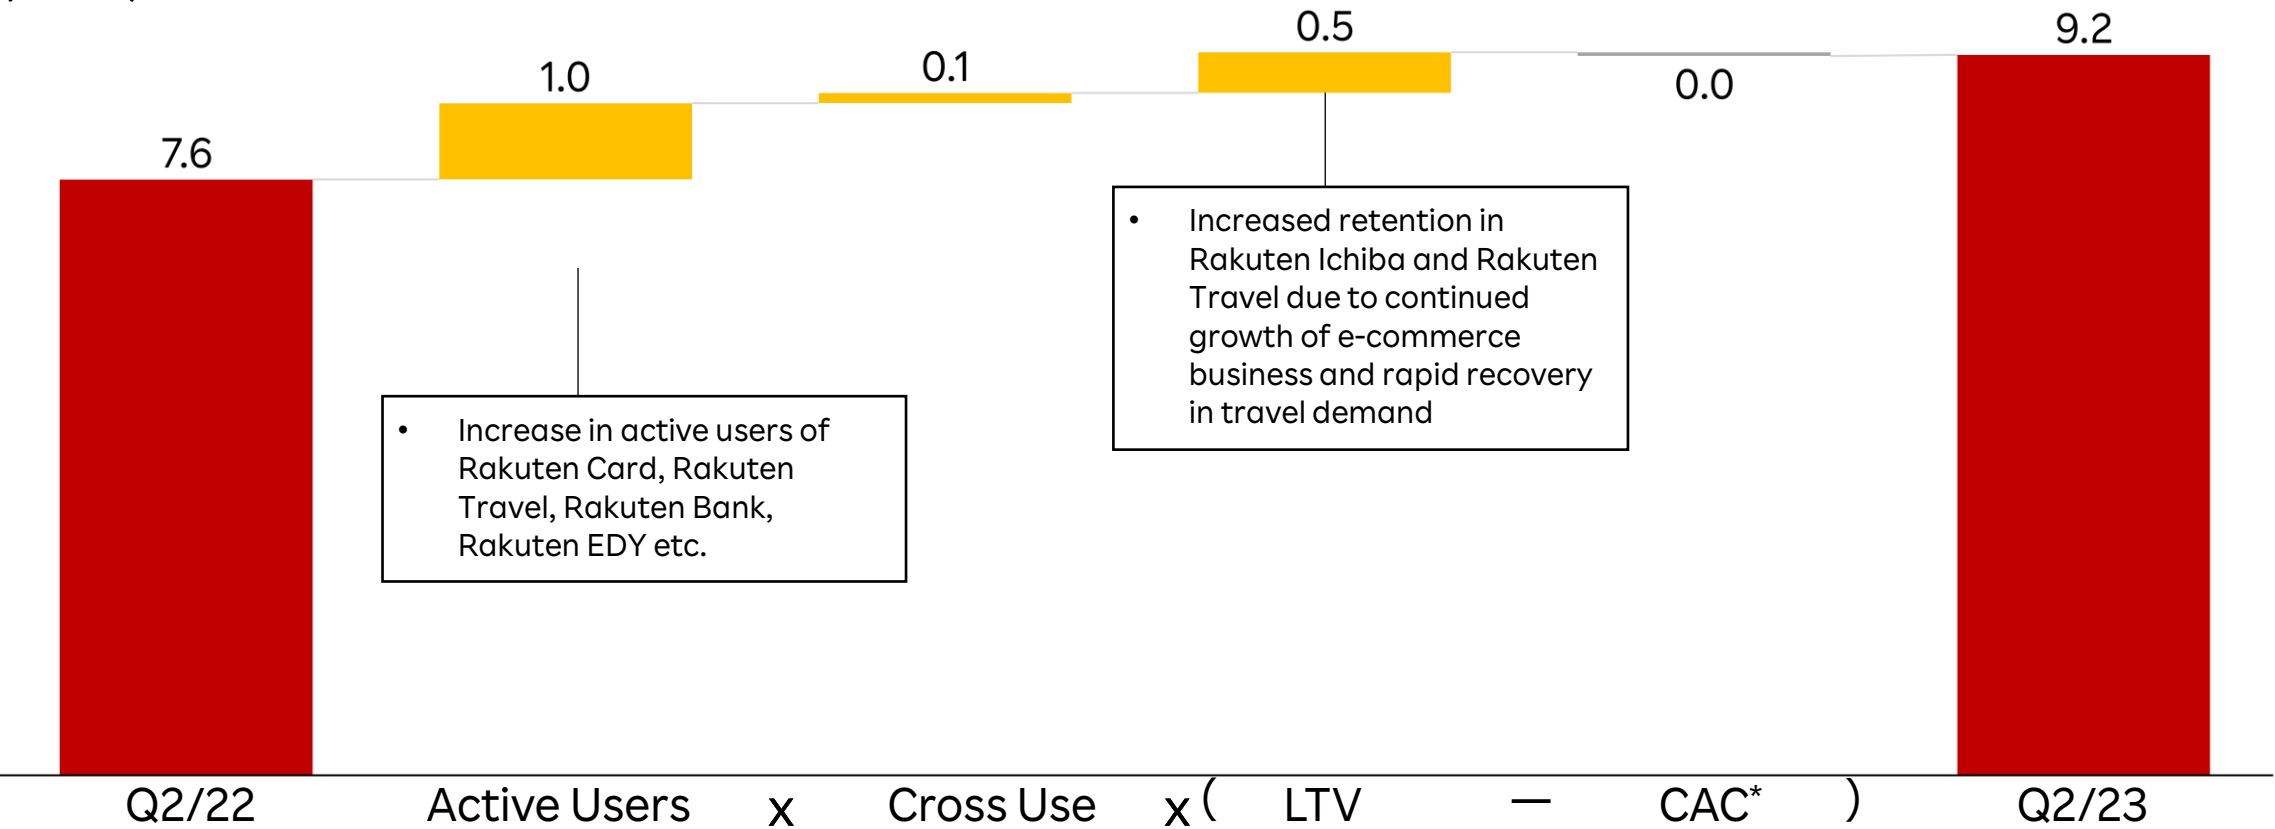 7.6
1.0
0.1
0.5
0.0
9.2
• Increased retention in
Rakuten Ichiba and Rakuten
Travel due to continued
growth of e-commerce
business and rapid recovery
in travel demand
• Increase in active users of
Rakuten Card, Rakuten
Travel, Rakuten Bank,
Rakuten EDY etc.
Q2/22 Active Users x Cross Use x ( LTV — CAC* ) Q2/23